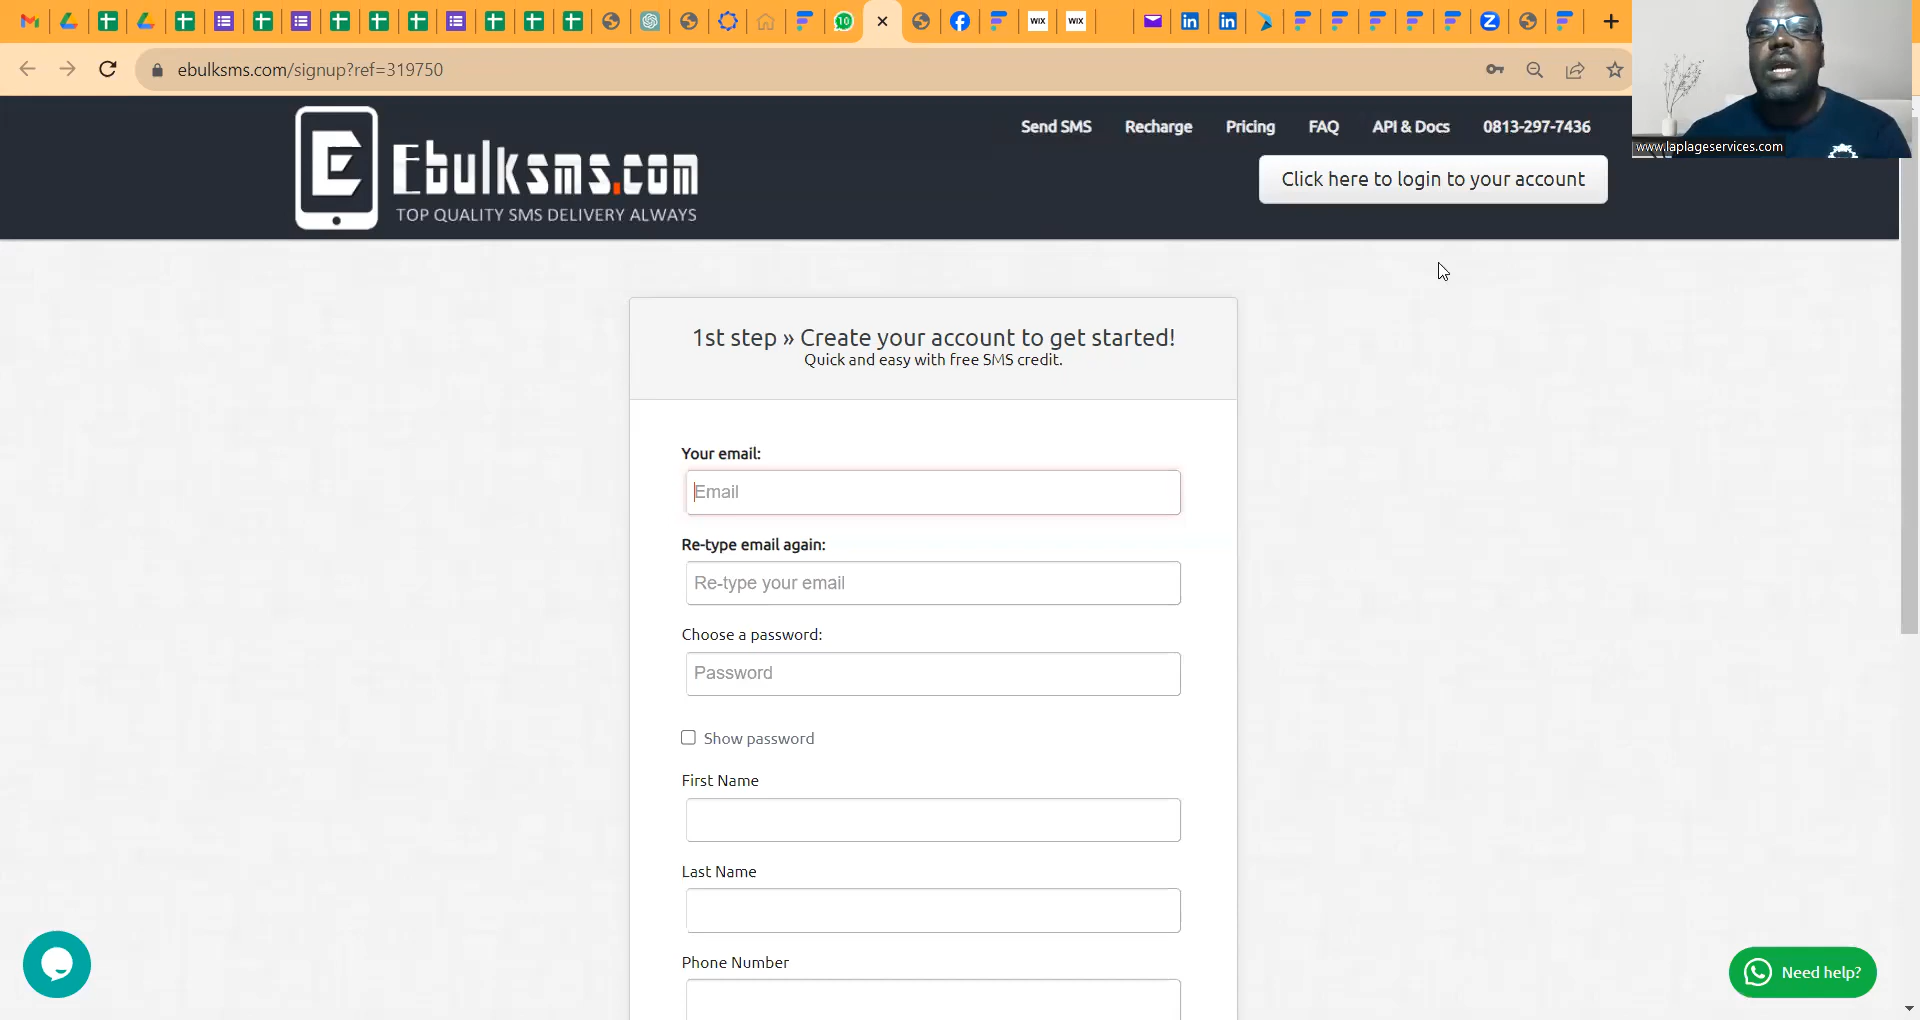 10
WIX
WIX
ebulksms.com/signup?ref=319750
www.laplageservices.com
Ebulksms.com
TOP QUALITY SMS DELIVERY ALWAYS
Send SMS
Recharge
Pricing
FAQ
API & Docs
0813-297-7436
Click here to login to your account
1st step » Create your account to get started!
Quick and easy with free SMS credit.
Your email:
Email
Re-type email again:
Re-type your email
Choose a password:
Password
Show password
First Name
Last Name
Phone Number
Need help?